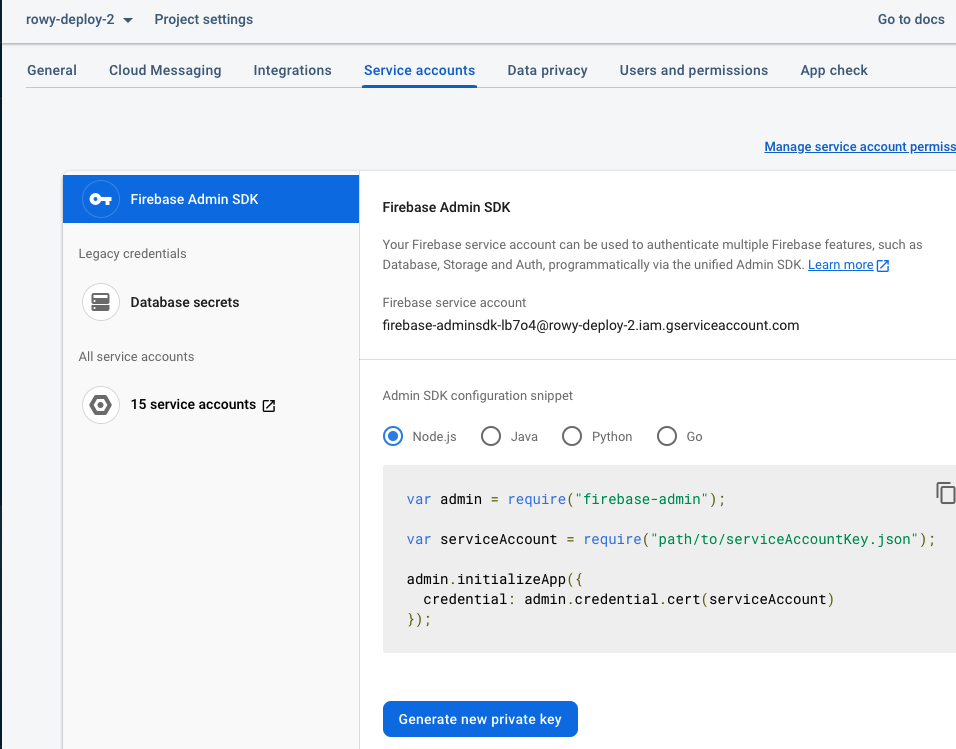 rowy-deploy-2 Project settings Go to docs
General Cloud Messaging Integrations Service accounts Data privacy Users and permissions App check
Manage service account permiss
Firebase Admin SDK
Legacy credentials
Database secrets
All service accounts
15 service accounts
Firebase Admin SDK
Your Firebase service account can be used to authenticate multiple Firebase features, such as
Database, Storage and Auth, programmatically via the unified Admin SDK. Learn more
Firebase service account
firebase-adminsdk-lb7o4@rowy-deploy-2.iam.gserviceaccount.com
Admin SDK configuration snippet
Node.js Java Python Go
var admin = require("firebase-admin");
var serviceAccount = require("path/to/serviceAccountKey.json");
admin.initializeApp({
  credential: admin.credential.cert(serviceAccount)
});
Generate new private key